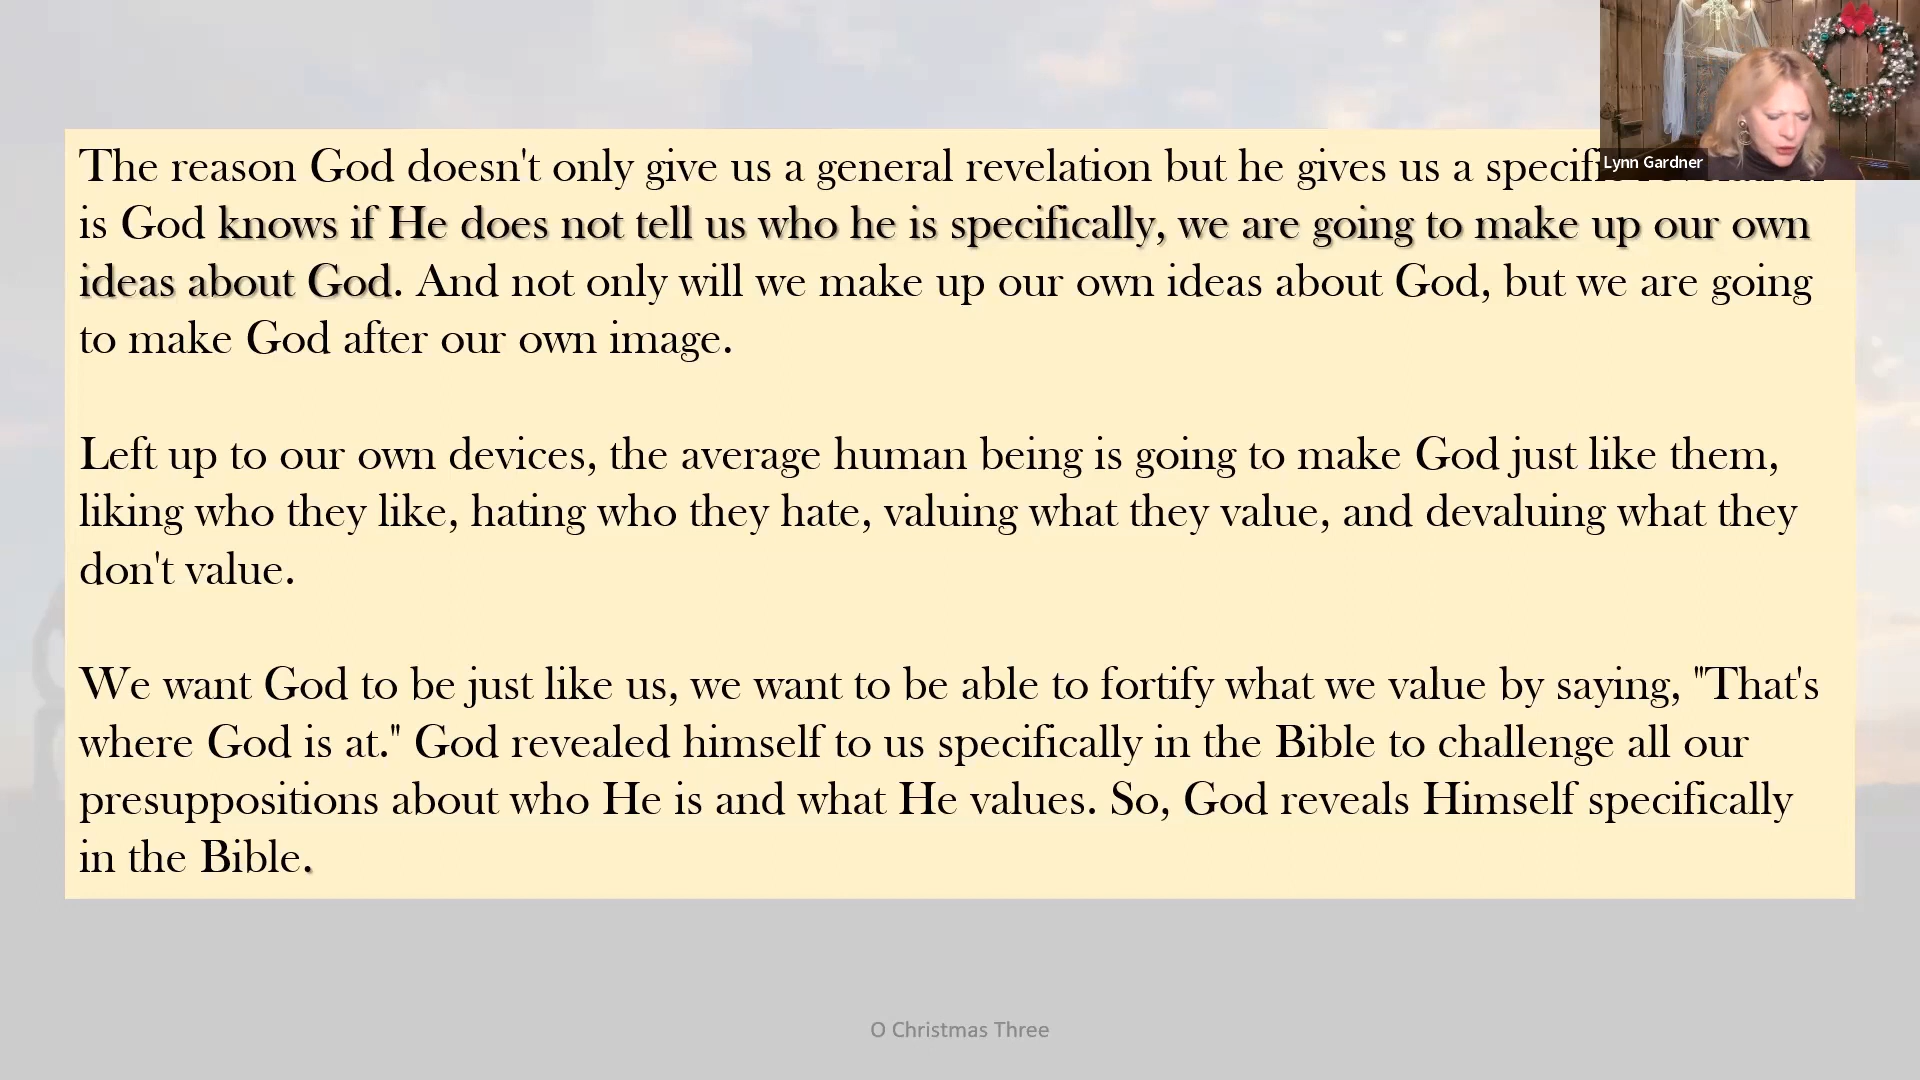 The reason God doesn't only give us a general revelation but he gives us a specific
Lynn Gardner
is God knows if He does not tell us who he is specifically, we are going to make up our own
ideas about God. And not only will we make up our own ideas about God, but we are going
to make God after our own image.
Left up to our own devices, the average human being is going to make God just like them,
liking who they like, hating who they hate, valuing what they value, and devaluing what they
don't value.
We want God to be just like us, we want to be able to fortify what we value by saying, "That's
where God is at." God revealed himself to us specifically in the Bible to challenge all our
presuppositions about who He is and what He values. So, God reveals Himself specifically
in the Bible.
O Christmas Three